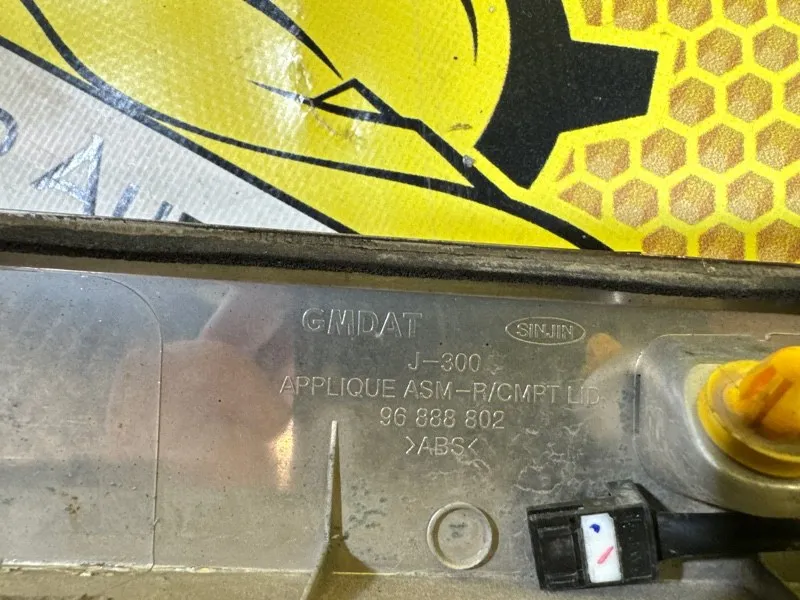 GMDAT
SINJIN
J-300
APPLIQUE ASM-R/CMPT LID
96 888 802
>ABS<